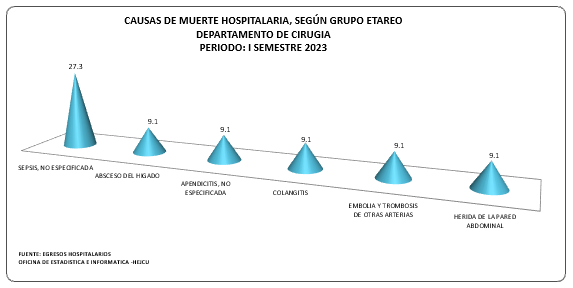 CAUSAS DE MUERTE HOSPITALARIA, SEGÚN GRUPO ETAREO
DEPARTAMENTO DE CIRUGIA
PERIODO: I SEMESTRE 2023
27.3
9.1
9.1
9.1
9.1
9.1
SEPSIS, NO ESPECIFICADA
ABSCESO DEL HIGADO
APENDICITIS, NO
ESPECIFICADA
COLANGITIS
EMBOLIA Y TROMBOSIS
DE OTRAS ARTERIAS
HERIDA DE LA PARED
ABDOMINAL
FUENTE: EGRESOS HOSPITALARIOS
OFICINA DE ESTADISTICA E INFORMATICA -HEJCU